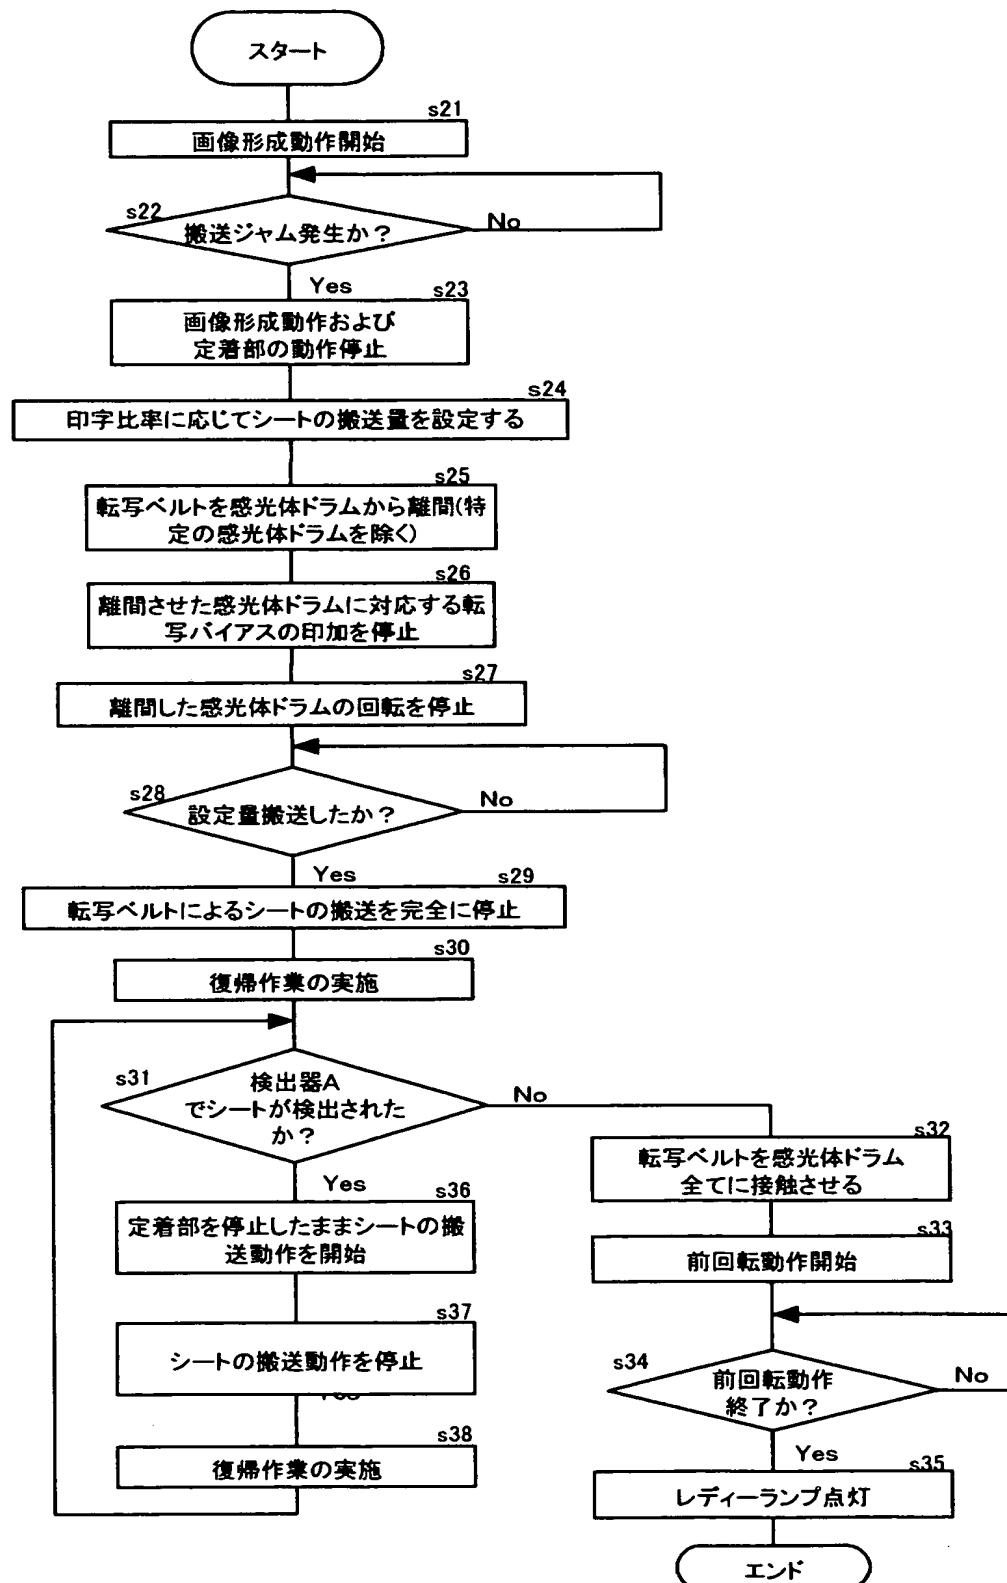 スタート
s21
画像形成動作開始
s22
搬送ジャム発生か？
No
Yes
s23
画像形成動作および
定着部の動作停止
s24
印字比率に応じてシートの搬送量を設定する
s25
転写ベルトを感光体ドラムから離間(特
定の感光体ドラムを除く)
s26
離間させた感光体ドラムに対応する転
写バイアスの印加を停止
s27
離間した感光体ドラムの回転を停止
s28
設定量搬送したか？
No
Yes
s29
転写ベルトによるシートの搬送を完全に停止
s30
復帰作業の実施
s31
検出器A
でシートが検出された
か？
No
Yes
s36
定着部を停止したままシートの搬
送動作を開始
s37
シートの搬送動作を停止
s38
復帰作業の実施
s32
転写ベルトを感光体ドラム
全てに接触させる
s33
前回転動作開始
s34
前回転動作
終了か？
No
Yes
s35
レディーランプ点灯
エンド